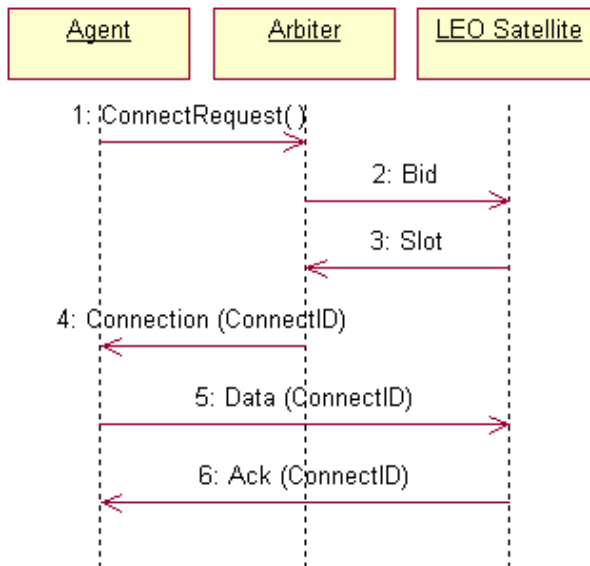 Agent
Arbiter
LEO Satellite
1: ConnectRequest( )
2: Bid
3: Slot
4: Connection (ConnectID)
5: Data (ConnectID)
6: Ack (ConnectID)